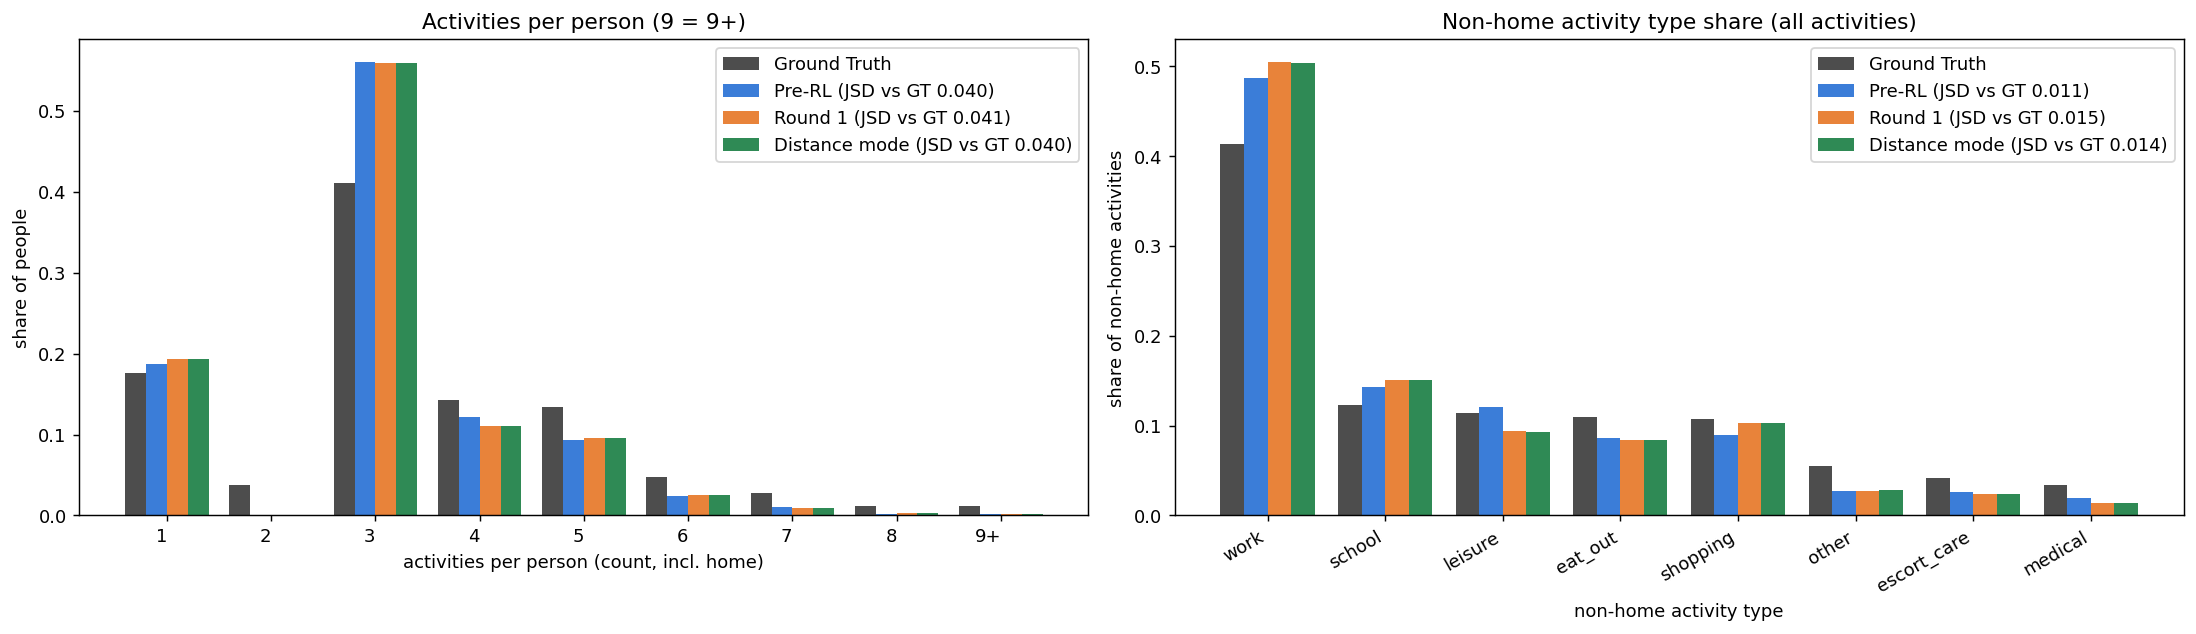 Activities per person (9 = 9+)
Ground Truth
Pre-RL (JSD vs GT 0.040)
Round 1 (JSD vs GT 0.041)
Distance mode (JSD vs GT 0.040)
share of people
0.5
0.4
0.3
0.2
0.1
0.0
1 2 3 4 5 6 7 8 9+
activities per person (count, incl. home)
Non-home activity type share (all activities)
Ground Truth
Pre-RL (JSD vs GT 0.011)
Round 1 (JSD vs GT 0.015)
Distance mode (JSD vs GT 0.014)
share of non-home activities
0.5
0.4
0.3
0.2
0.1
0.0
work school leisure eat_out shopping other escort_care medical
non-home activity type